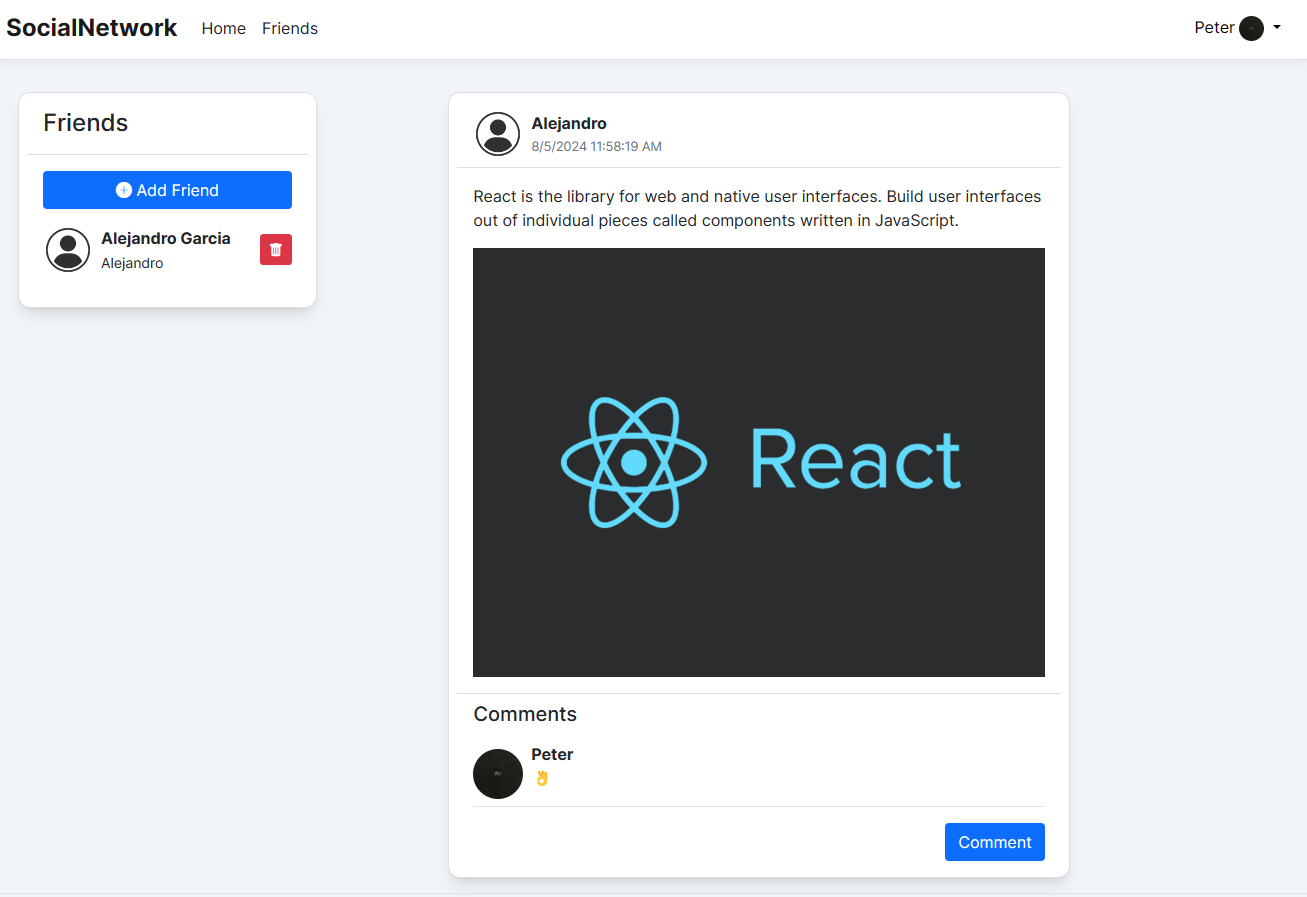 SocialNetwork Home Friends Peter
Friends
Add Friend
Alejandro Garcia
Alejandro
Alejandro
8/5/2024 11:58:19 AM
React is the library for web and native user interfaces. Build user interfaces
out of individual pieces called components written in JavaScript.
React
Comments
Peter
👌
Comment